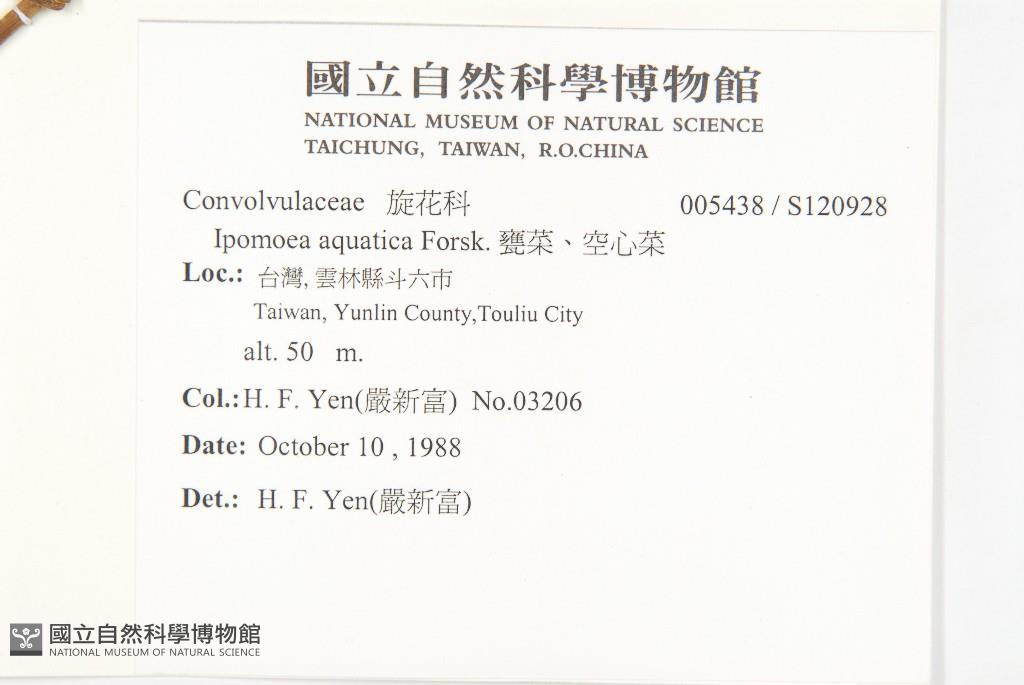 國立自然科學博物館
NATIONAL MUSEUM OF NATURAL SCIENCE
TAICHUNG, TAIWAN, R.O.CHINA
Convolvulaceae 旋花科 005438 / S120928
Ipomoea aquatica Forsk. 甕菜、空心菜
Loc.: 台灣, 雲林縣斗六市
Taiwan, Yunlin County,Touliu City
alt. 50 m.
Col.:H. F. Yen(嚴新富) No.03206
Date: October 10 , 1988
Det.: H. F. Yen(嚴新富)
國立自然科學博物館
NATIONAL MUSEUM OF NATURAL SCIENCE